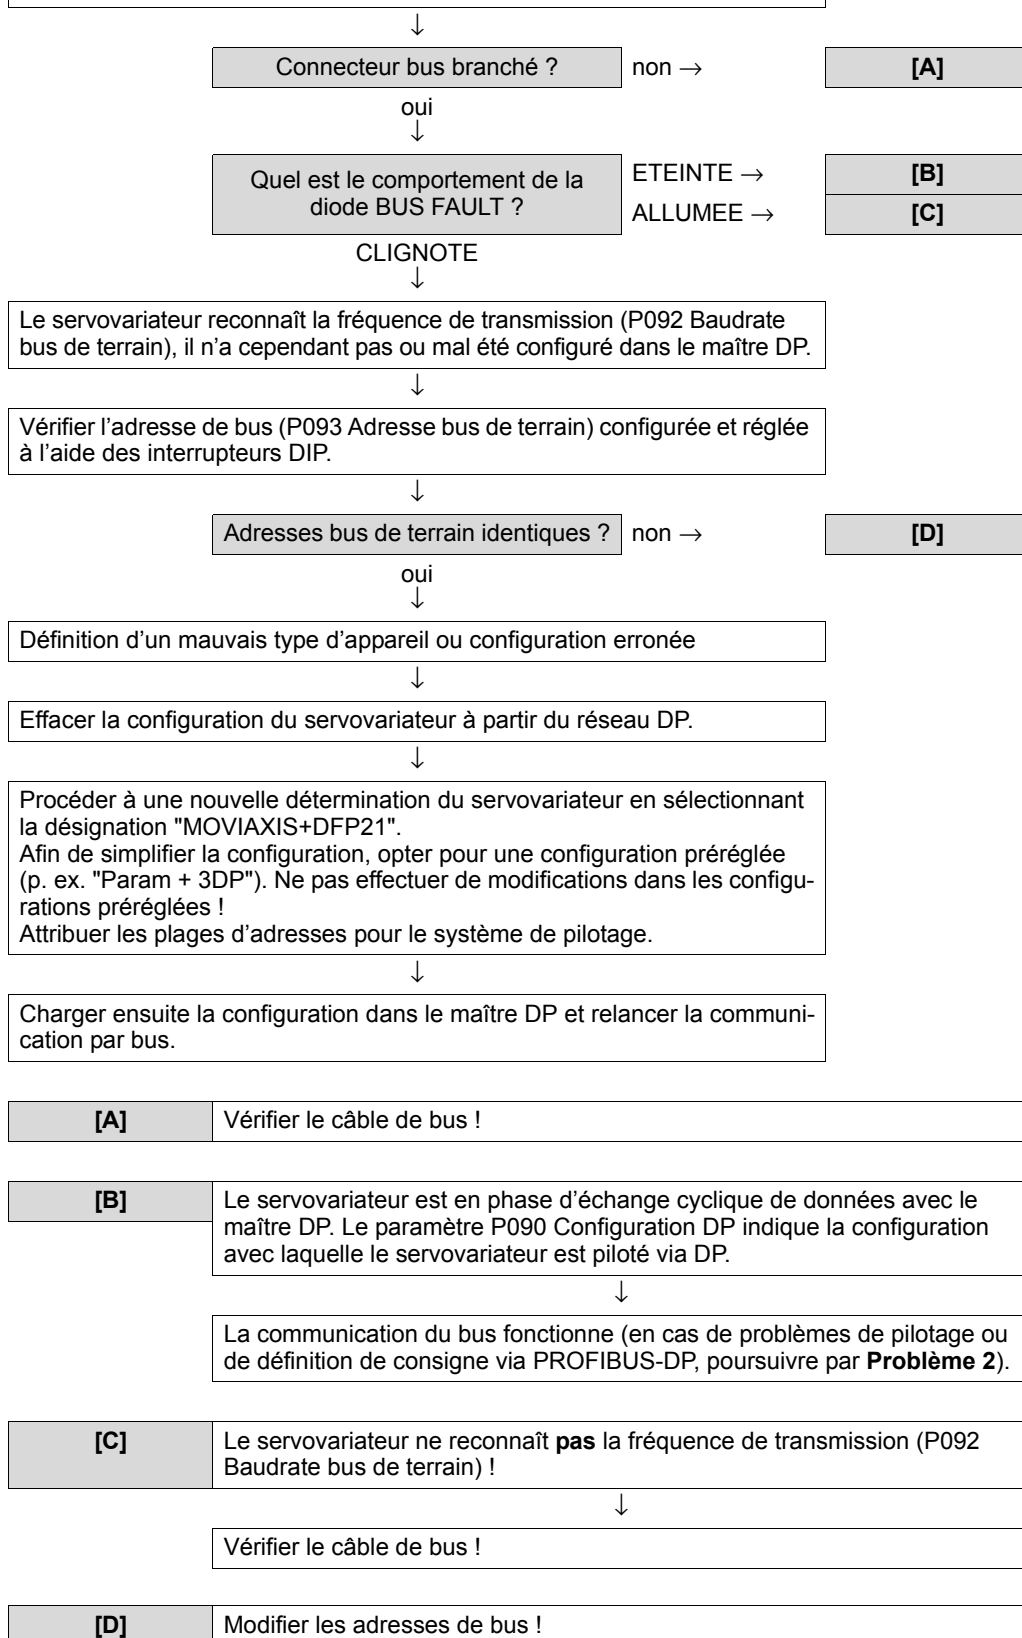 ↓
Connecteur bus branché ? non → [A]
oui
↓
Quel est le comportement de la
diode BUS FAULT ?
ETEINTE → [B]
ALLUMEE → [C]
CLIGNOTE
↓
Le servovariateur reconnaît la fréquence de transmission (P092 Baudrate
bus de terrain), il n'a cependant pas ou mal été configuré dans le maître DP.
↓
Vérifier l'adresse de bus (P093 Adresse bus de terrain) configurée et réglée
à l'aide des interrupteurs DIP.
↓
Adresses bus de terrain identiques ? non → [D]
oui
↓
Définition d'un mauvais type d'appareil ou configuration erronée
↓
Effacer la configuration du servovariateur à partir du réseau DP.
↓
Procéder à une nouvelle détermination du servovariateur en sélectionnant
la désignation "MOVIAXIS+DFP21".
Afin de simplifier la configuration, opter pour une configuration préréglée
(p. ex. "Param + 3DP"). Ne pas effectuer de modifications dans les configu-
rations préréglées !
Attribuer les plages d'adresses pour le système de pilotage.
↓
Charger ensuite la configuration dans le maître DP et relancer la communi-
cation par bus.
[A] Vérifier le câble de bus !
[B] Le servovariateur est en phase d'échange cyclique de données avec le
maître DP. Le paramètre P090 Configuration DP indique la configuration
avec laquelle le servovariateur est piloté via DP.
↓
La communication du bus fonctionne (en cas de problèmes de pilotage ou
de définition de consigne via PROFIBUS-DP, poursuivre par Problème 2).
[C] Le servovariateur ne reconnaît pas la fréquence de transmission (P092
Baudrate bus de terrain) !
↓
Vérifier le câble de bus !
[D] Modifier les adresses de bus !